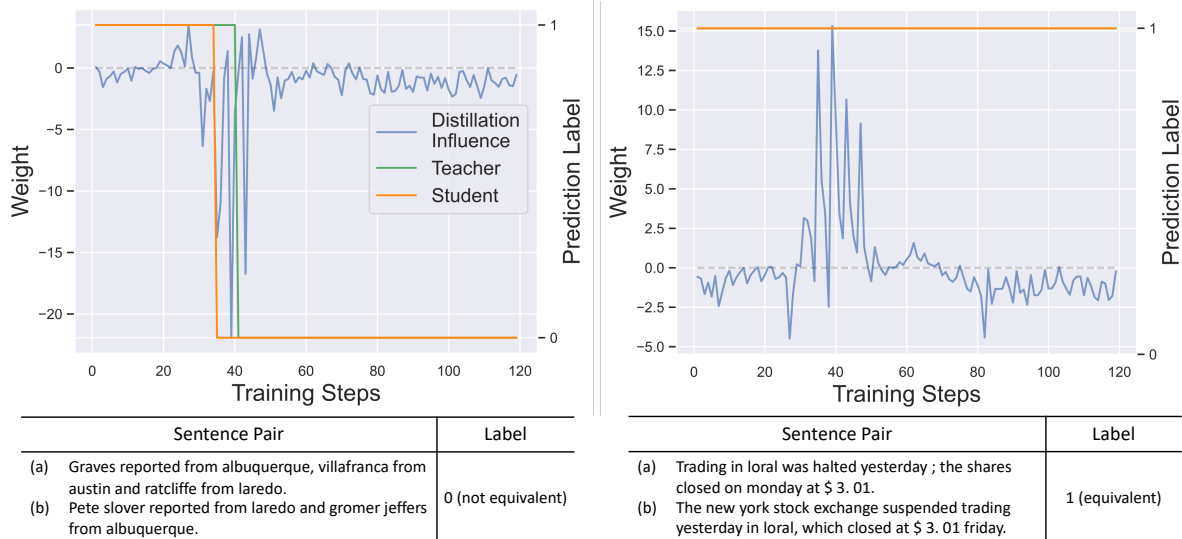 0
−5
−10
−15
−20
Weight
0
20
40
60
80
100
120
Training Steps
1
0
Prediction Label
Distillation
Influence
Teacher
Student
15.0
12.5
10.0
7.5
5.0
2.5
0.0
−2.5
−5.0
Weight
0
20
40
60
80
100
120
Training Steps
1
0
Prediction Label
Sentence Pair
Label
(a) Graves reported from albuquerque, villafranca from
austin and ratcliffe from laredo.
(b) Pete slover reported from laredo and gromer jeffers
from albuquerque.
0 (not equivalent)
Sentence Pair
Label
(a) Trading in loral was halted yesterday ; the shares
closed on monday at $ 3. 01.
(b) The new york stock exchange suspended trading
yesterday in loral, which closed at $ 3. 01 friday.
1 (equivalent)